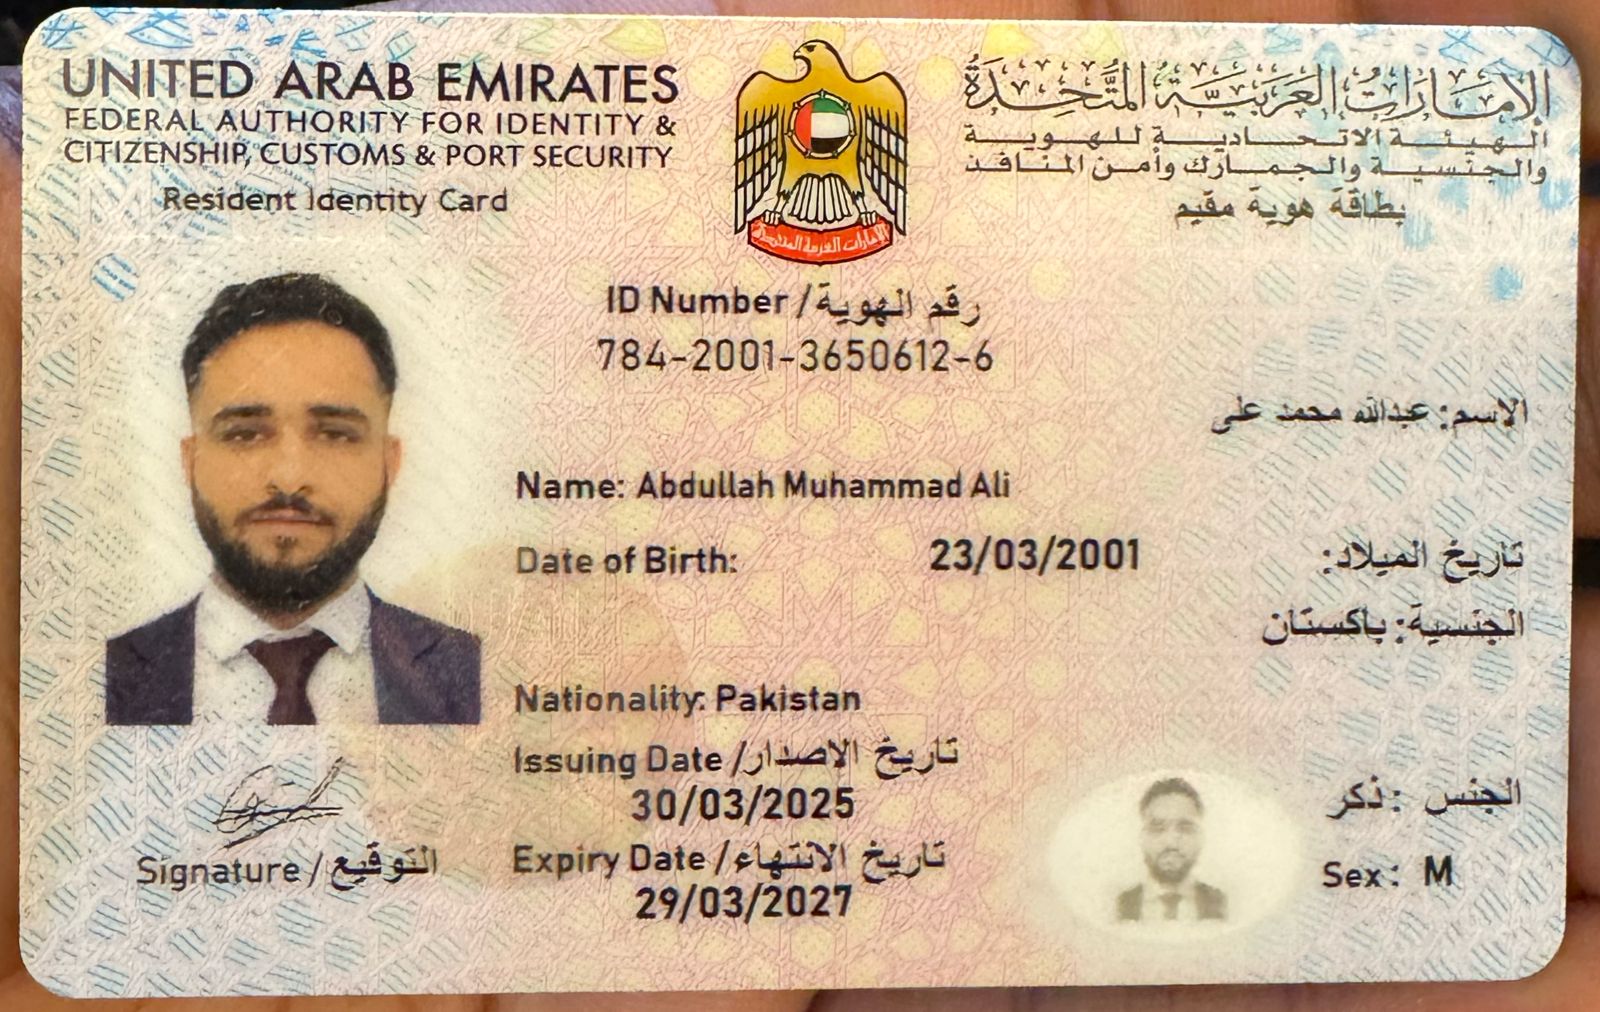 UNITED ARAB EMIRATES
FEDERAL AUTHORITY FOR IDENTITY &
CITIZENSHIP, CUSTOMS & PORT SECURITY
Resident Identity Card
الإمارات العربية المتحدة
الهيئة الاتحادية للهوية
والجنسية والجمارك وأمن المنافذ
بطاقة هوية مقيم
الإمارات العربية المتحدة
ID Number / رقم الهوية
784-2001-3650612-6
الاسم: عبدالله محمد على
Name: Abdullah Muhammad Ali
Date of Birth: 23/03/2001 تاريخ الميلاد:
الجنسية: باكستان
Nationality: Pakistan
Issuing Date / تاريخ الاصدار
30/03/2025
Expiry Date / تاريخ الانتهاء
29/03/2027
الجنس : ذكر
Sex: M
Signature / التوقيع